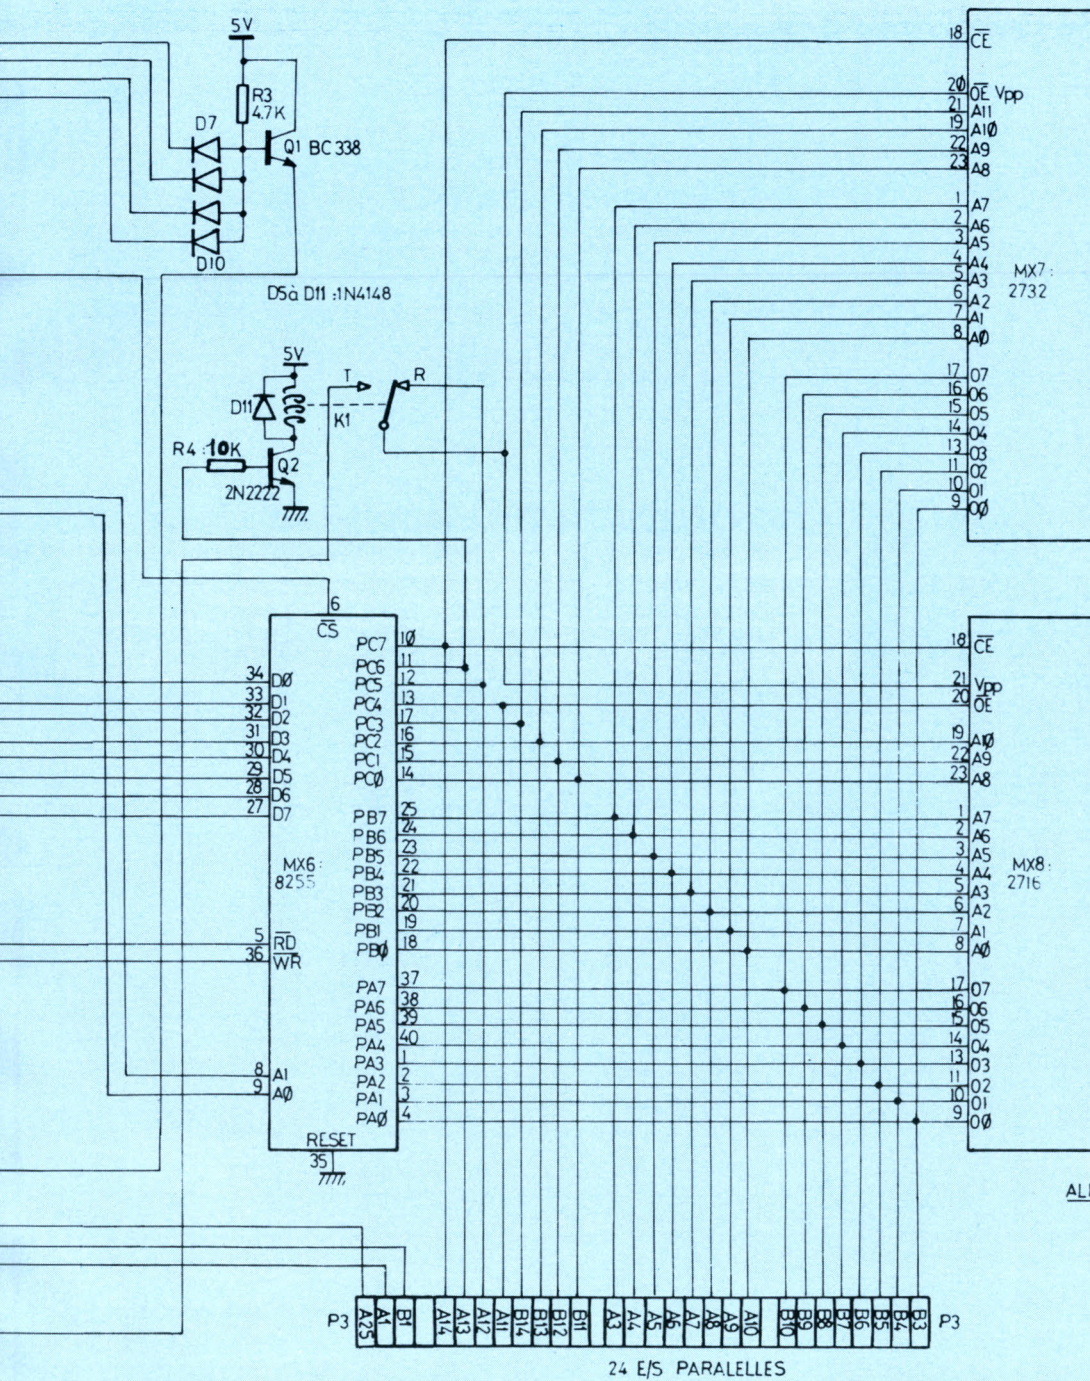 5V
R3
4.7K
D7
Q1 BC 338
D10
D5à D11 :1N4148
5V
D11
T
R
K1
R4 :10K
Q2
2N2222
18 CE
20 OE Vpp
21 A11
19 A1Ø
22 A9
23 A8
1 A7
2 A6
3 A5
4 A4
5 A3
6 A2
7 A1
8 AØ
MX7:
2732
17 O7
16 O6
15 O5
14 O4
13 O3
11 O2
10 O1
9 OØ
6
CS
34 DØ
33 D1
32 D2
31 D3
30 D4
29 D5
28 D6
27 D7
MX6:
8255
5 RD
36 WR
8 A1
9 AØ
RESET
35
PC7 1Ø
PC6 11
PC5 12
PC4 13
PC3 17
PC2 16
PC1 15
PCØ 14
PB7 25
PB6 24
PB5 23
PB4 22
PB3 21
PB2 20
PB1 19
PBØ 18
PA7 37
PA6 38
PA5 39
PA4 40
PA3 1
PA2 2
PA1 3
PAØ 4
18 CE
21 Vpp
20 OE
19 A1Ø
22 A9
23 A8
1 A7
2 A6
3 A5
4 A4
5 A3
6 A2
7 A1
8 AØ
MX8:
2716
17 O7
16 O6
15 O5
14 O4
13 O3
11 O2
10 O1
9 OØ
AL
P3 A25 A1 B1 A14 A13 A12 A11 B14 B13 B12 B11 A3 A4 A5 A6 A7 A8 A9 A10 B10 B9 B8 B7 B6 B5 B4 B3 P3
24 E/S PARALELLES